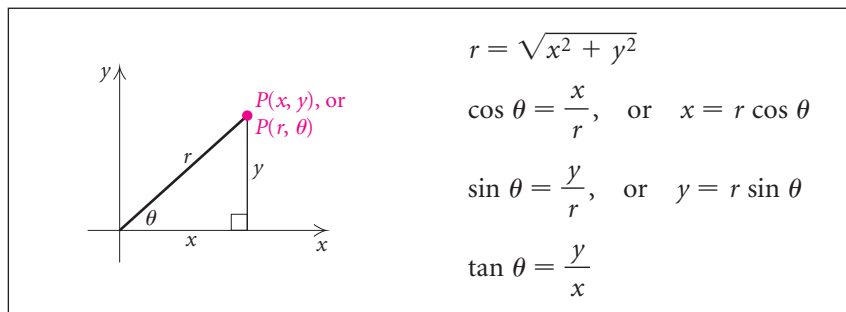 y
P(x, y), or
P(r, θ)
r
y
θ
x
x
r = √x² + y²
cos θ = x/r, or x = r cos θ
sin θ = y/r, or y = r sin θ
tan θ = y/x